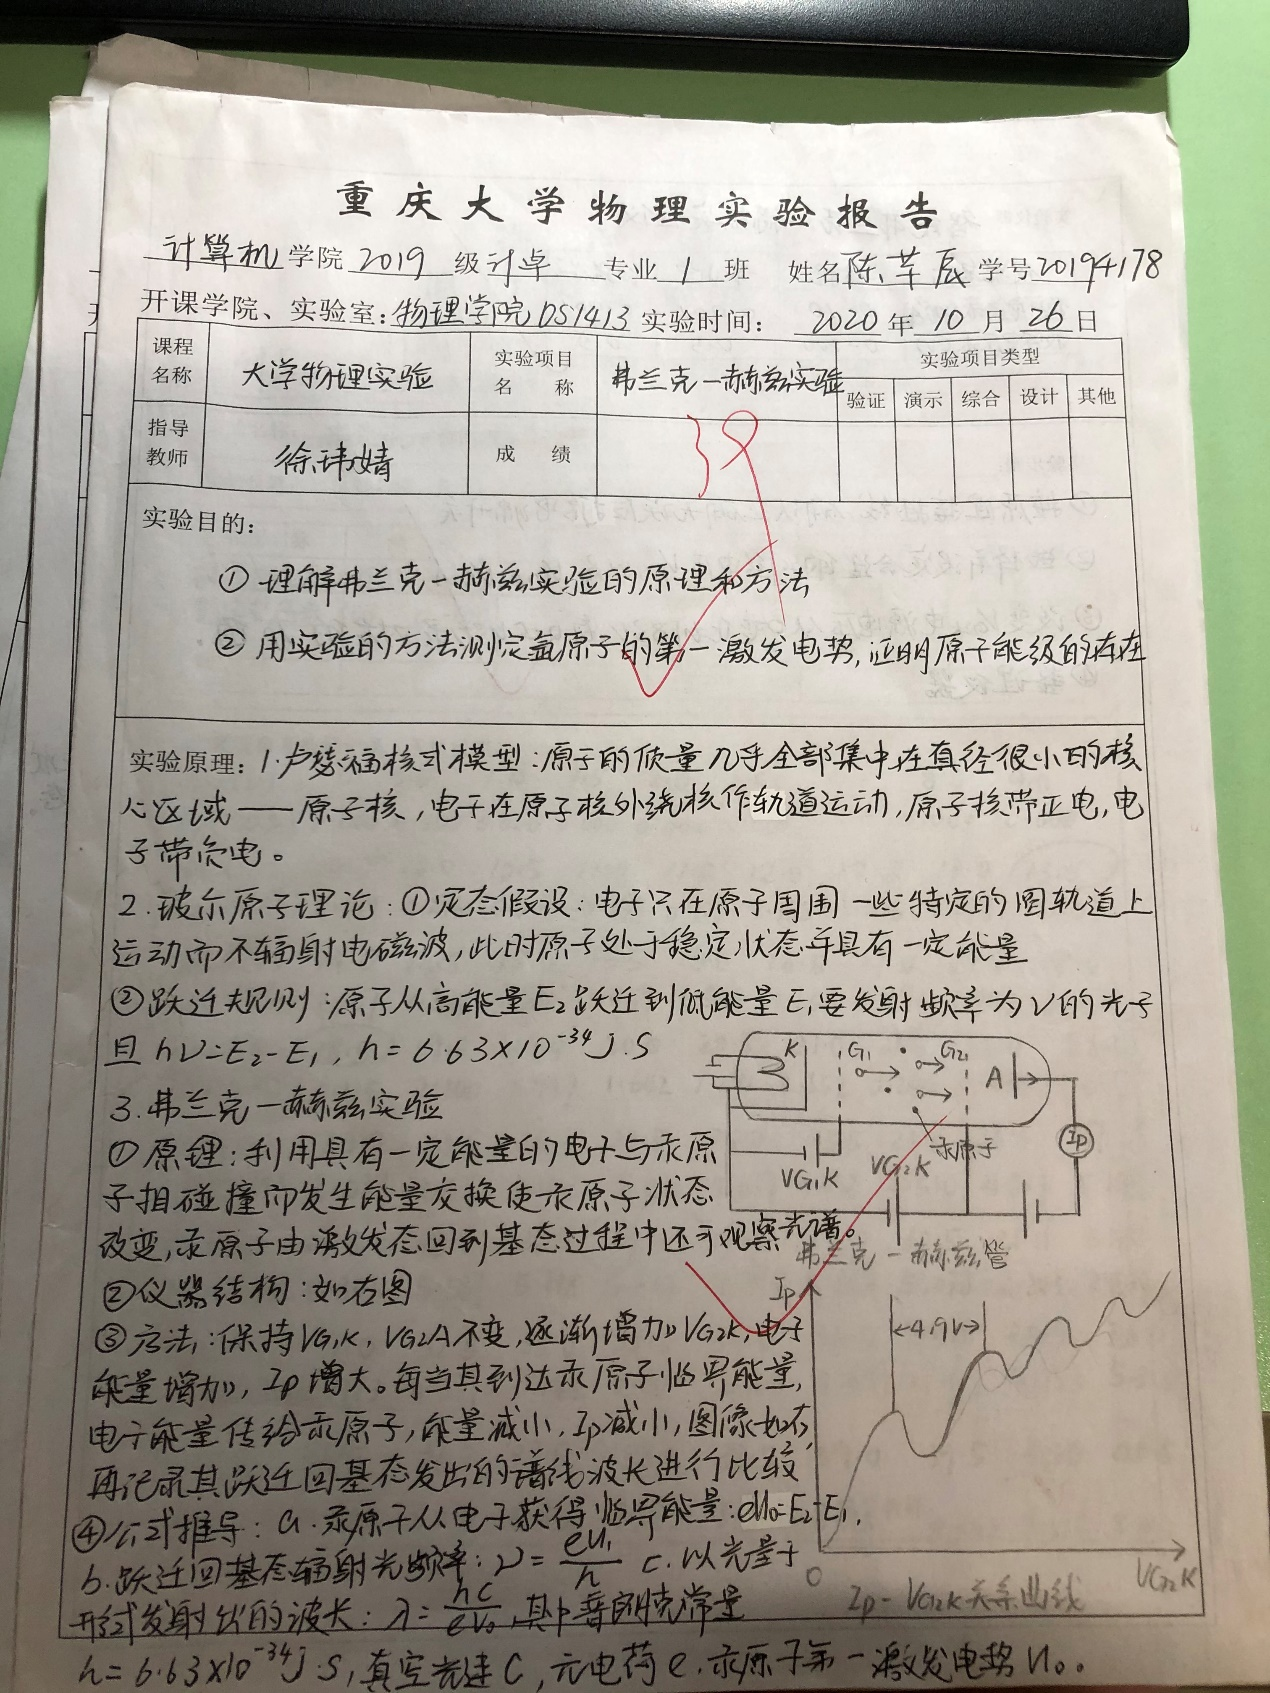 重庆大学物理实验报告
计算机 学院 2019 级 计卓 专业 1 班 姓名 陈芊辰 学号 20194178
开课学院、实验室: 物理学院 DS1413 实验时间: 2020 年 10 月 26 日
课程名称 大学物理实验 实验项目名称 弗兰克一赫兹实验 实验项目类型
验证 演示 综合 设计 其他
指导教师 徐玮婧 成绩 39
实验目的:
① 理解弗兰克一赫兹实验的原理和方法
② 用实验的方法测定氩原子的第一激发电势,证明原子能级的存在
实验原理: 1.卢瑟福核式模型:原子的质量几乎全部集中在直径很小的核
心区域——原子核,电子在原子核外绕核作轨道运动,原子核带正电,电
子带负电。
2.玻尔原子理论:①定态假设:电子只在原子周围一些特定的圆轨道上
运动而不辐射电磁波,此时原子处于稳定状态并具有一定能量
②跃迁规则:原子从高能量E2跃迁到低能量E1要发射频率为ν的光子
且 hν=E2-E1, h=6.63×10⁻³⁴j.s
3.弗兰克一赫兹实验
①原理:利用具有一定能量的电子与汞原
子相碰撞而发生能量交换使汞原子状态
改变,汞原子由激发态回到基态过程中还可观察光谱。
②仪器结构:如右图
③方法:保持VG1K,VG2A不变,逐渐增加VG2K,电子
能量增加,Ip增大。每当其到达汞原子临界能量,
电子能量传给汞原子,能量减小,Ip减小,图像如右,
再记录其跃迁回基态发出的谱线波长进行比较
④公式推导:a.汞原子从电子获得临界能量:eU0=E2-E1.
b.跃迁回基态辐射光频率:ν=eU1/h c.以光量子
形式发射出的波长:λ=hc/eU0,其中普朗克常量
h=6.63×10⁻³⁴j.s,真空光速C,元电荷e.汞原子第一激发电势U0。
K G1 G2 A
Ip
VG1K VG2K 汞原子
弗兰克一赫兹管
Ip
4.9V
O VG2K
Ip-VG2K关系曲线